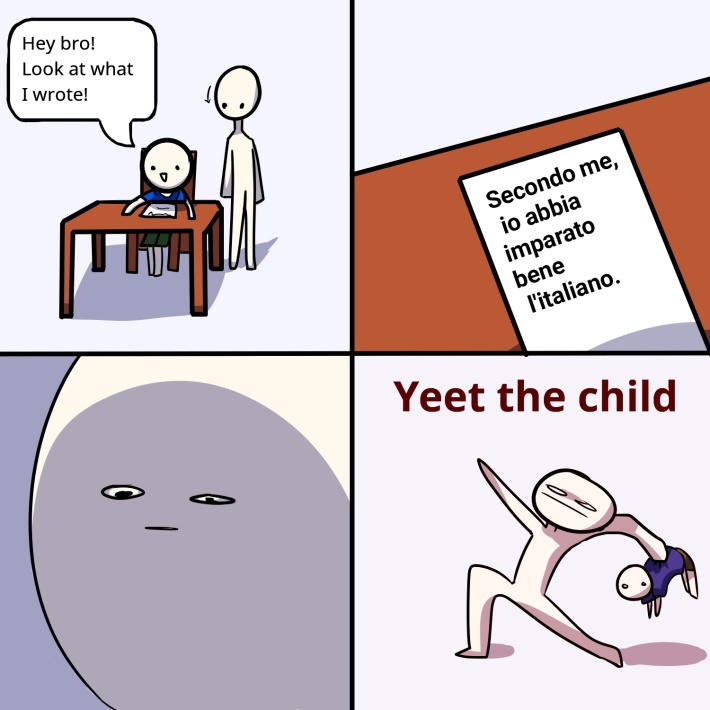 Hey bro!
Look at what
I wrote!
Secondo me,
io abbia
imparato
bene
l'italiano.
Yeet the child